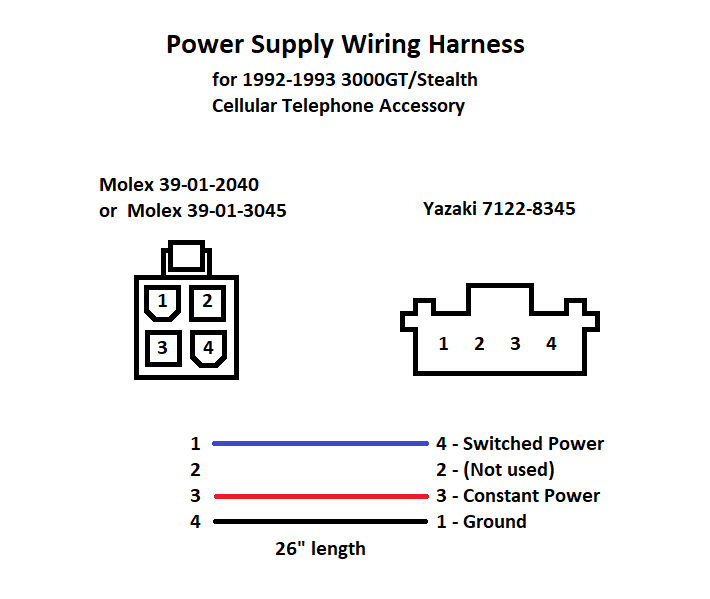 Power Supply Wiring Harness
for 1992-1993 3000GT/Stealth
Cellular Telephone Accessory
Molex 39-01-2040
or  Molex 39-01-3045
Yazaki 7122-8345
1 2
3 4
1 2 3 4
1 4 - Switched Power
2 2 - (Not used)
3 3 - Constant Power
4 1 - Ground
26" length